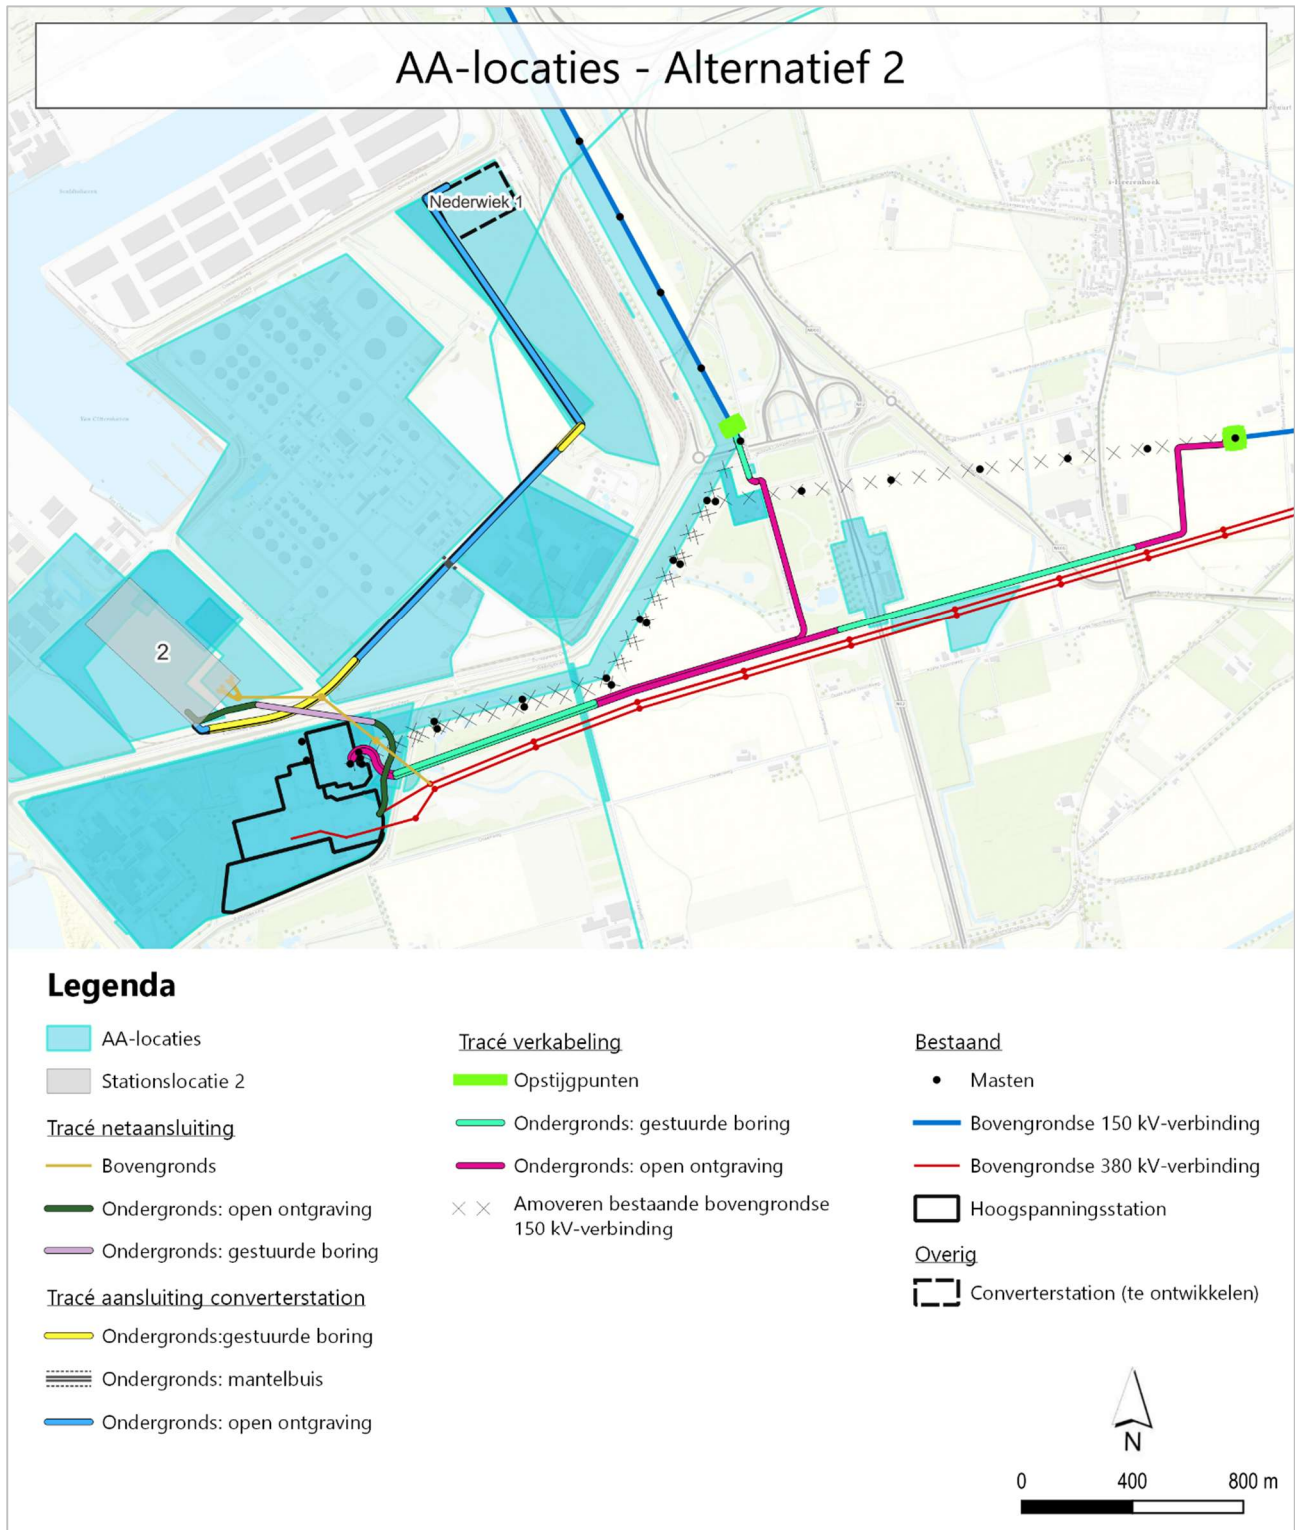 AA-locaties - Alternatief 2
Nederwiek 1
2
Legenda
AA-locaties
Stationslocatie 2
Tracé netaansluiting
Bovengronds
Ondergronds: open ontgraving
Ondergronds: gestuurde boring
Tracé aansluiting converterstation
Ondergronds:gestuurde boring
Ondergronds: mantelbuis
Ondergronds: open ontgraving
Tracé verkabeling
Opstijgpunten
Ondergronds: gestuurde boring
Ondergronds: open ontgraving
Amoveren bestaande bovengrondse
150 kV-verbinding
Bestaand
Masten
Bovengrondse 150 kV-verbinding
Bovengrondse 380 kV-verbinding
Hoogspanningsstation
Overig
Converterstation (te ontwikkelen)
N
0 400 800 m